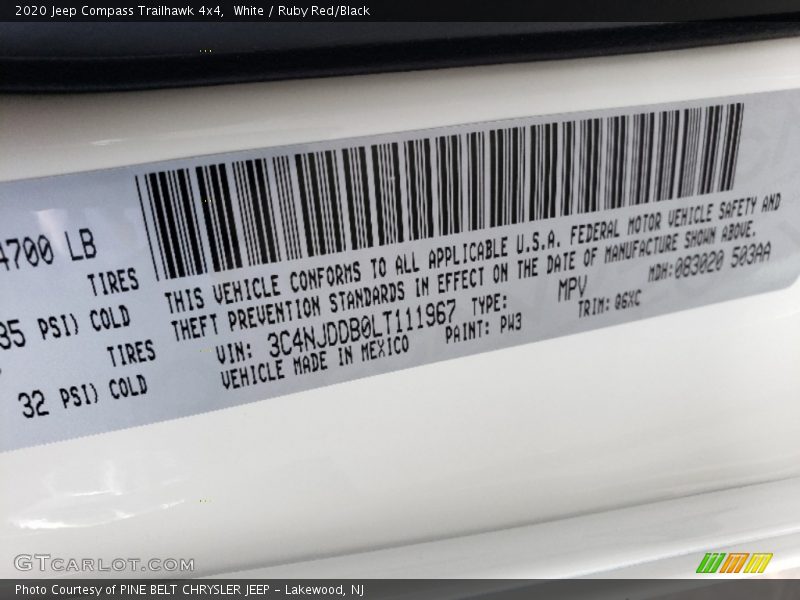 2020 Jeep Compass Trailhawk 4x4,  White / Ruby Red/Black
4700 LB
TIRES
35 PSI) COLD
TIRES
32 PSI) COLD
THIS VEHICLE CONFORMS TO ALL APPLICABLE U.S.A. FEDERAL MOTOR VEHICLE SAFETY AND
THEFT PREVENTION STANDARDS IN EFFECT ON THE DATE OF MANUFACTURE SHOWN ABOVE.
VIN: 3C4NJDDB0LT111967 TYPE: MPV MDH:083020 503AA
VEHICLE MADE IN MEXICO PAINT: PW3 TRIM: Q6XC
GTCARLOT.COM
Photo Courtesy of PINE BELT CHRYSLER JEEP - Lakewood, NJ